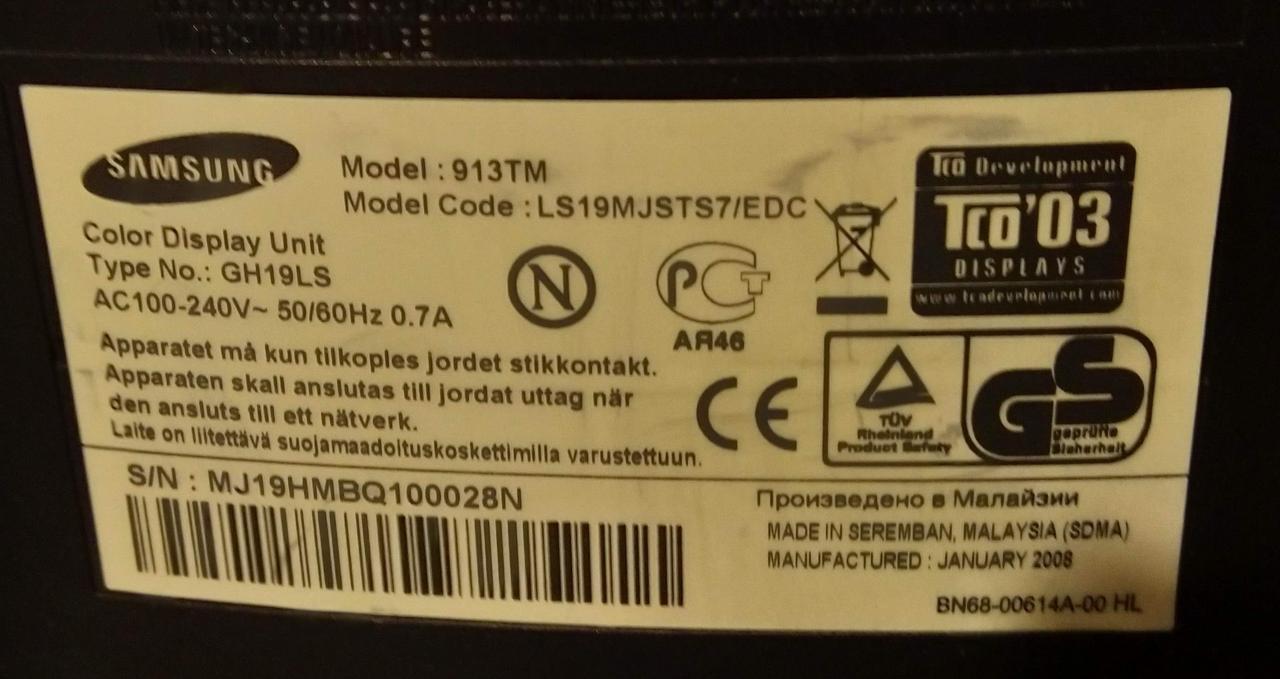 SAMSUNG
Model : 913TM
Model Code : LS19MJSTS7/EDC
Color Display Unit
Type No.: GH19LS
AC100-240V~ 50/60Hz 0.7A
Apparatet må kun tilkoples jordet stikkontakt.
Apparaten skall anslutas till jordat uttag när
den ansluts till ett nätverk.
Laite on liitettävä suojamaadoituskoskettimilla varustettuun.
N
PCT
АЯ46
CE
TCO Development
TCO'03
DISPLAYS
www.tcodevelopment.com
TÜV
Rheinland
Product Safety
GS
geprüfte
Sicherheit
S/N : MJ19HMBQ100028N
Произведено в Малайзии
MADE IN SEREMBAN, MALAYSIA (SDMA)
MANUFACTURED : JANUARY 2008
BN68-00614A-00 HL